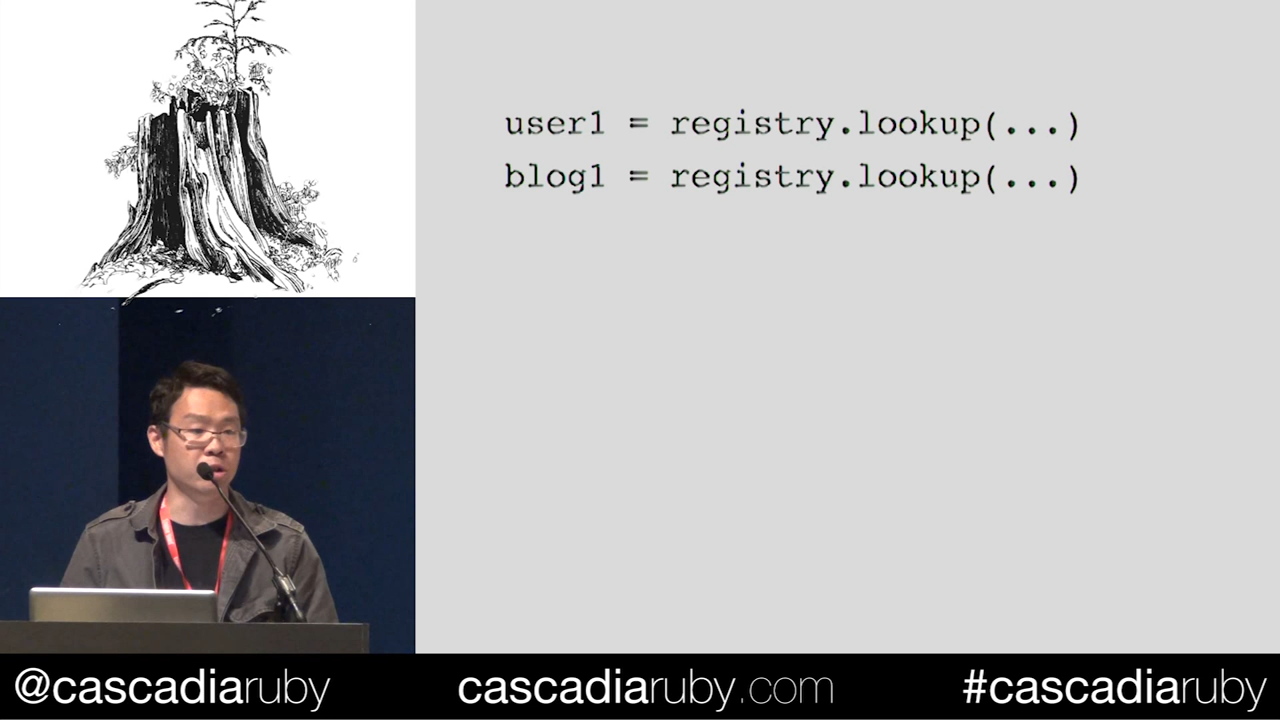 user1 = registry.lookup(...)
blog1 = registry.lookup(...)
@cascadiaruby
cascadiaruby.com
#cascadiaruby